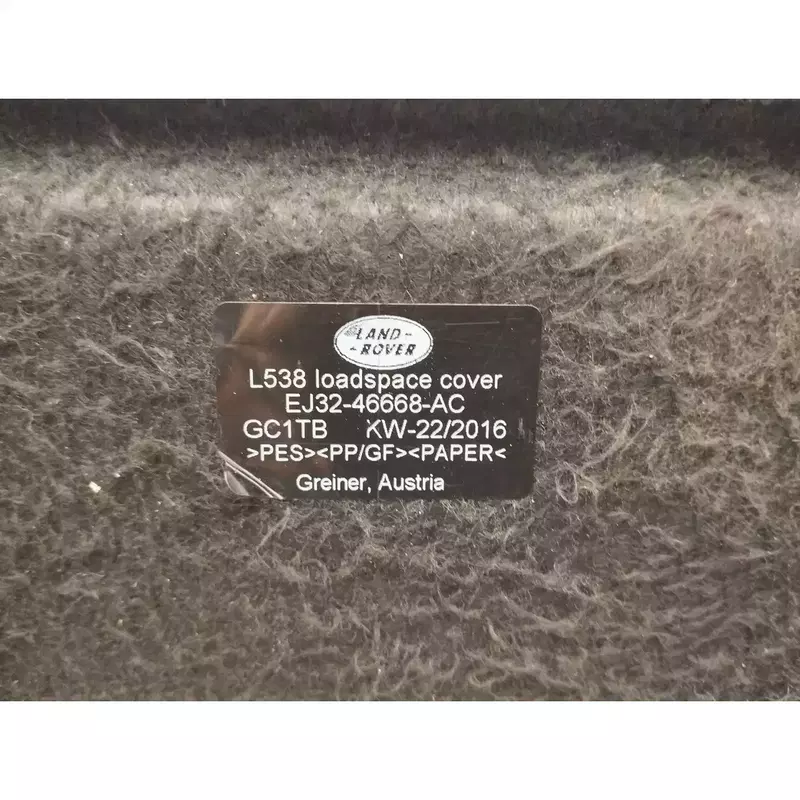 LAND-
-ROVER
L538 loadspace cover
EJ32-46668-AC
GC1TB KW-22/2016
>PES><PP/GF><PAPER<
Greiner, Austria